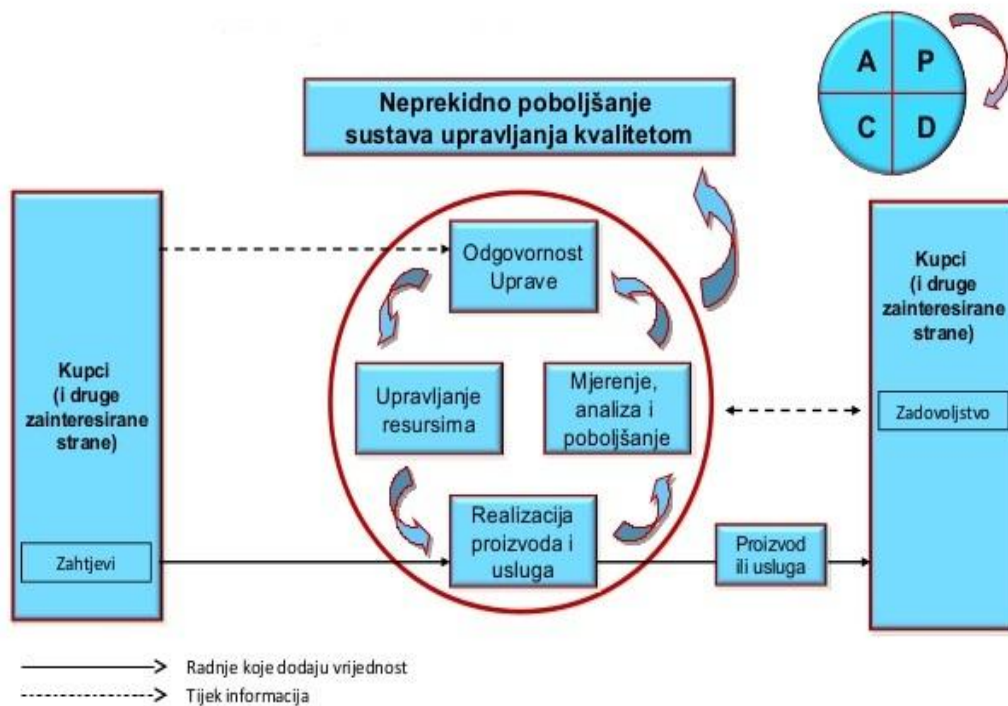 A P
C D
Neprekidno poboljšanje
sustava upravljanja kvalitetom
Kupci
(i druge
zainteresirane
strane)
Zahtjevi
Odgovornost
Uprave
Upravljanje
resursima
Mjerenje,
analiza i
poboljšanje
Realizacija
proizvoda i
usluga
Proizvod
ili usluga
Kupci
(i druge
zainteresirane
strane)
Zadovoljstvo
Radnje koje dodaju vrijednost
Tijek informacija